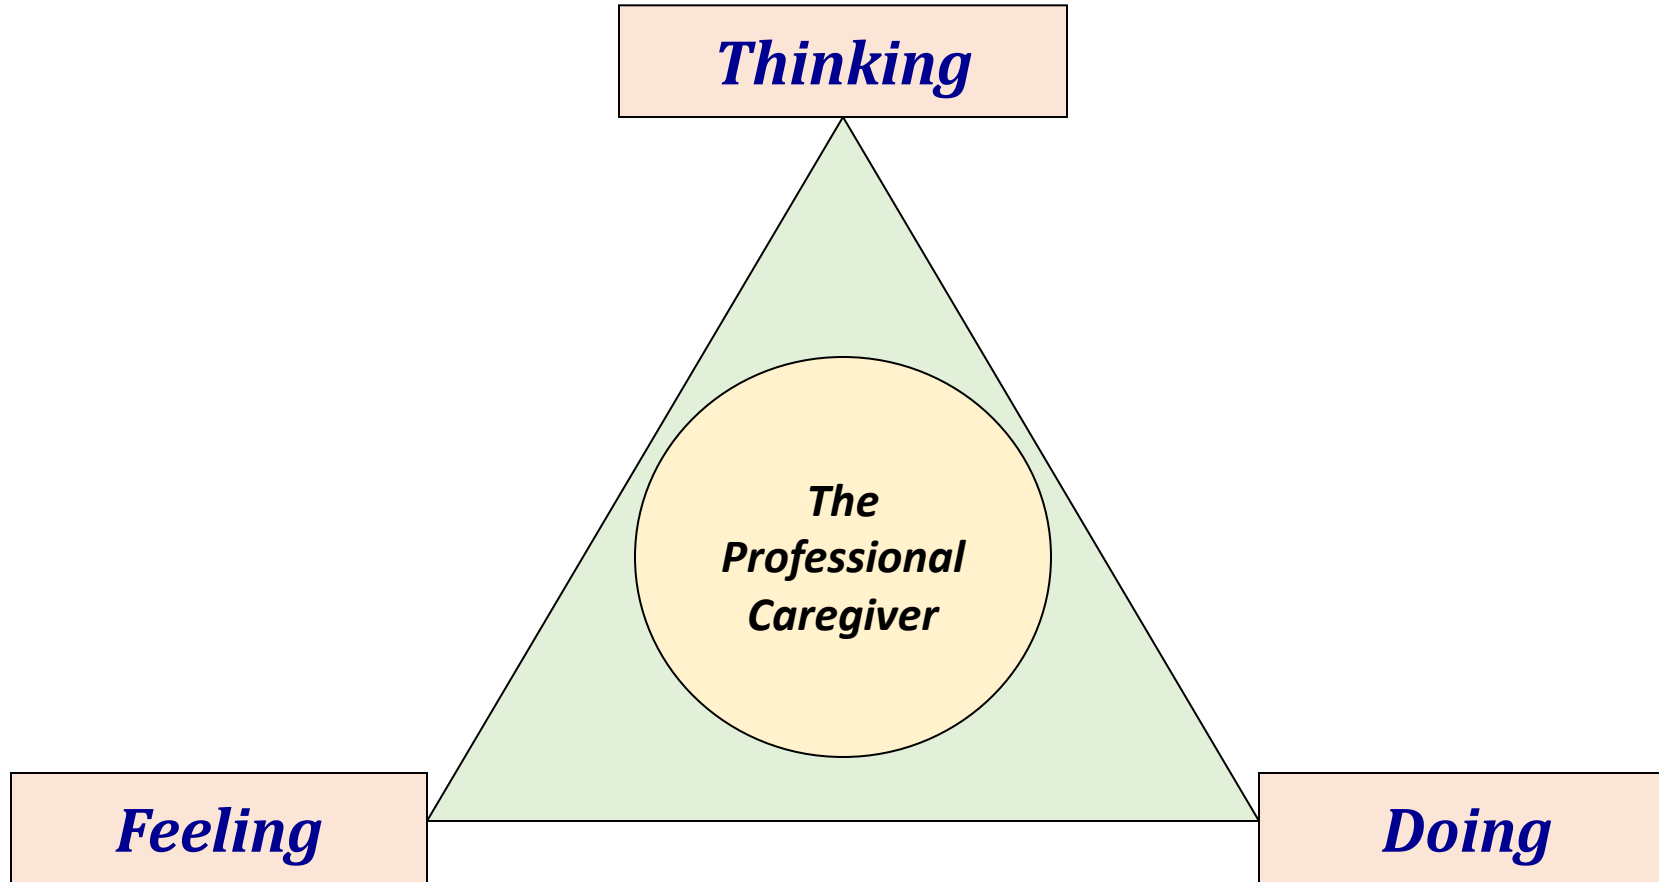 Thinking
The
Professional
Caregiver
Feeling
Doing